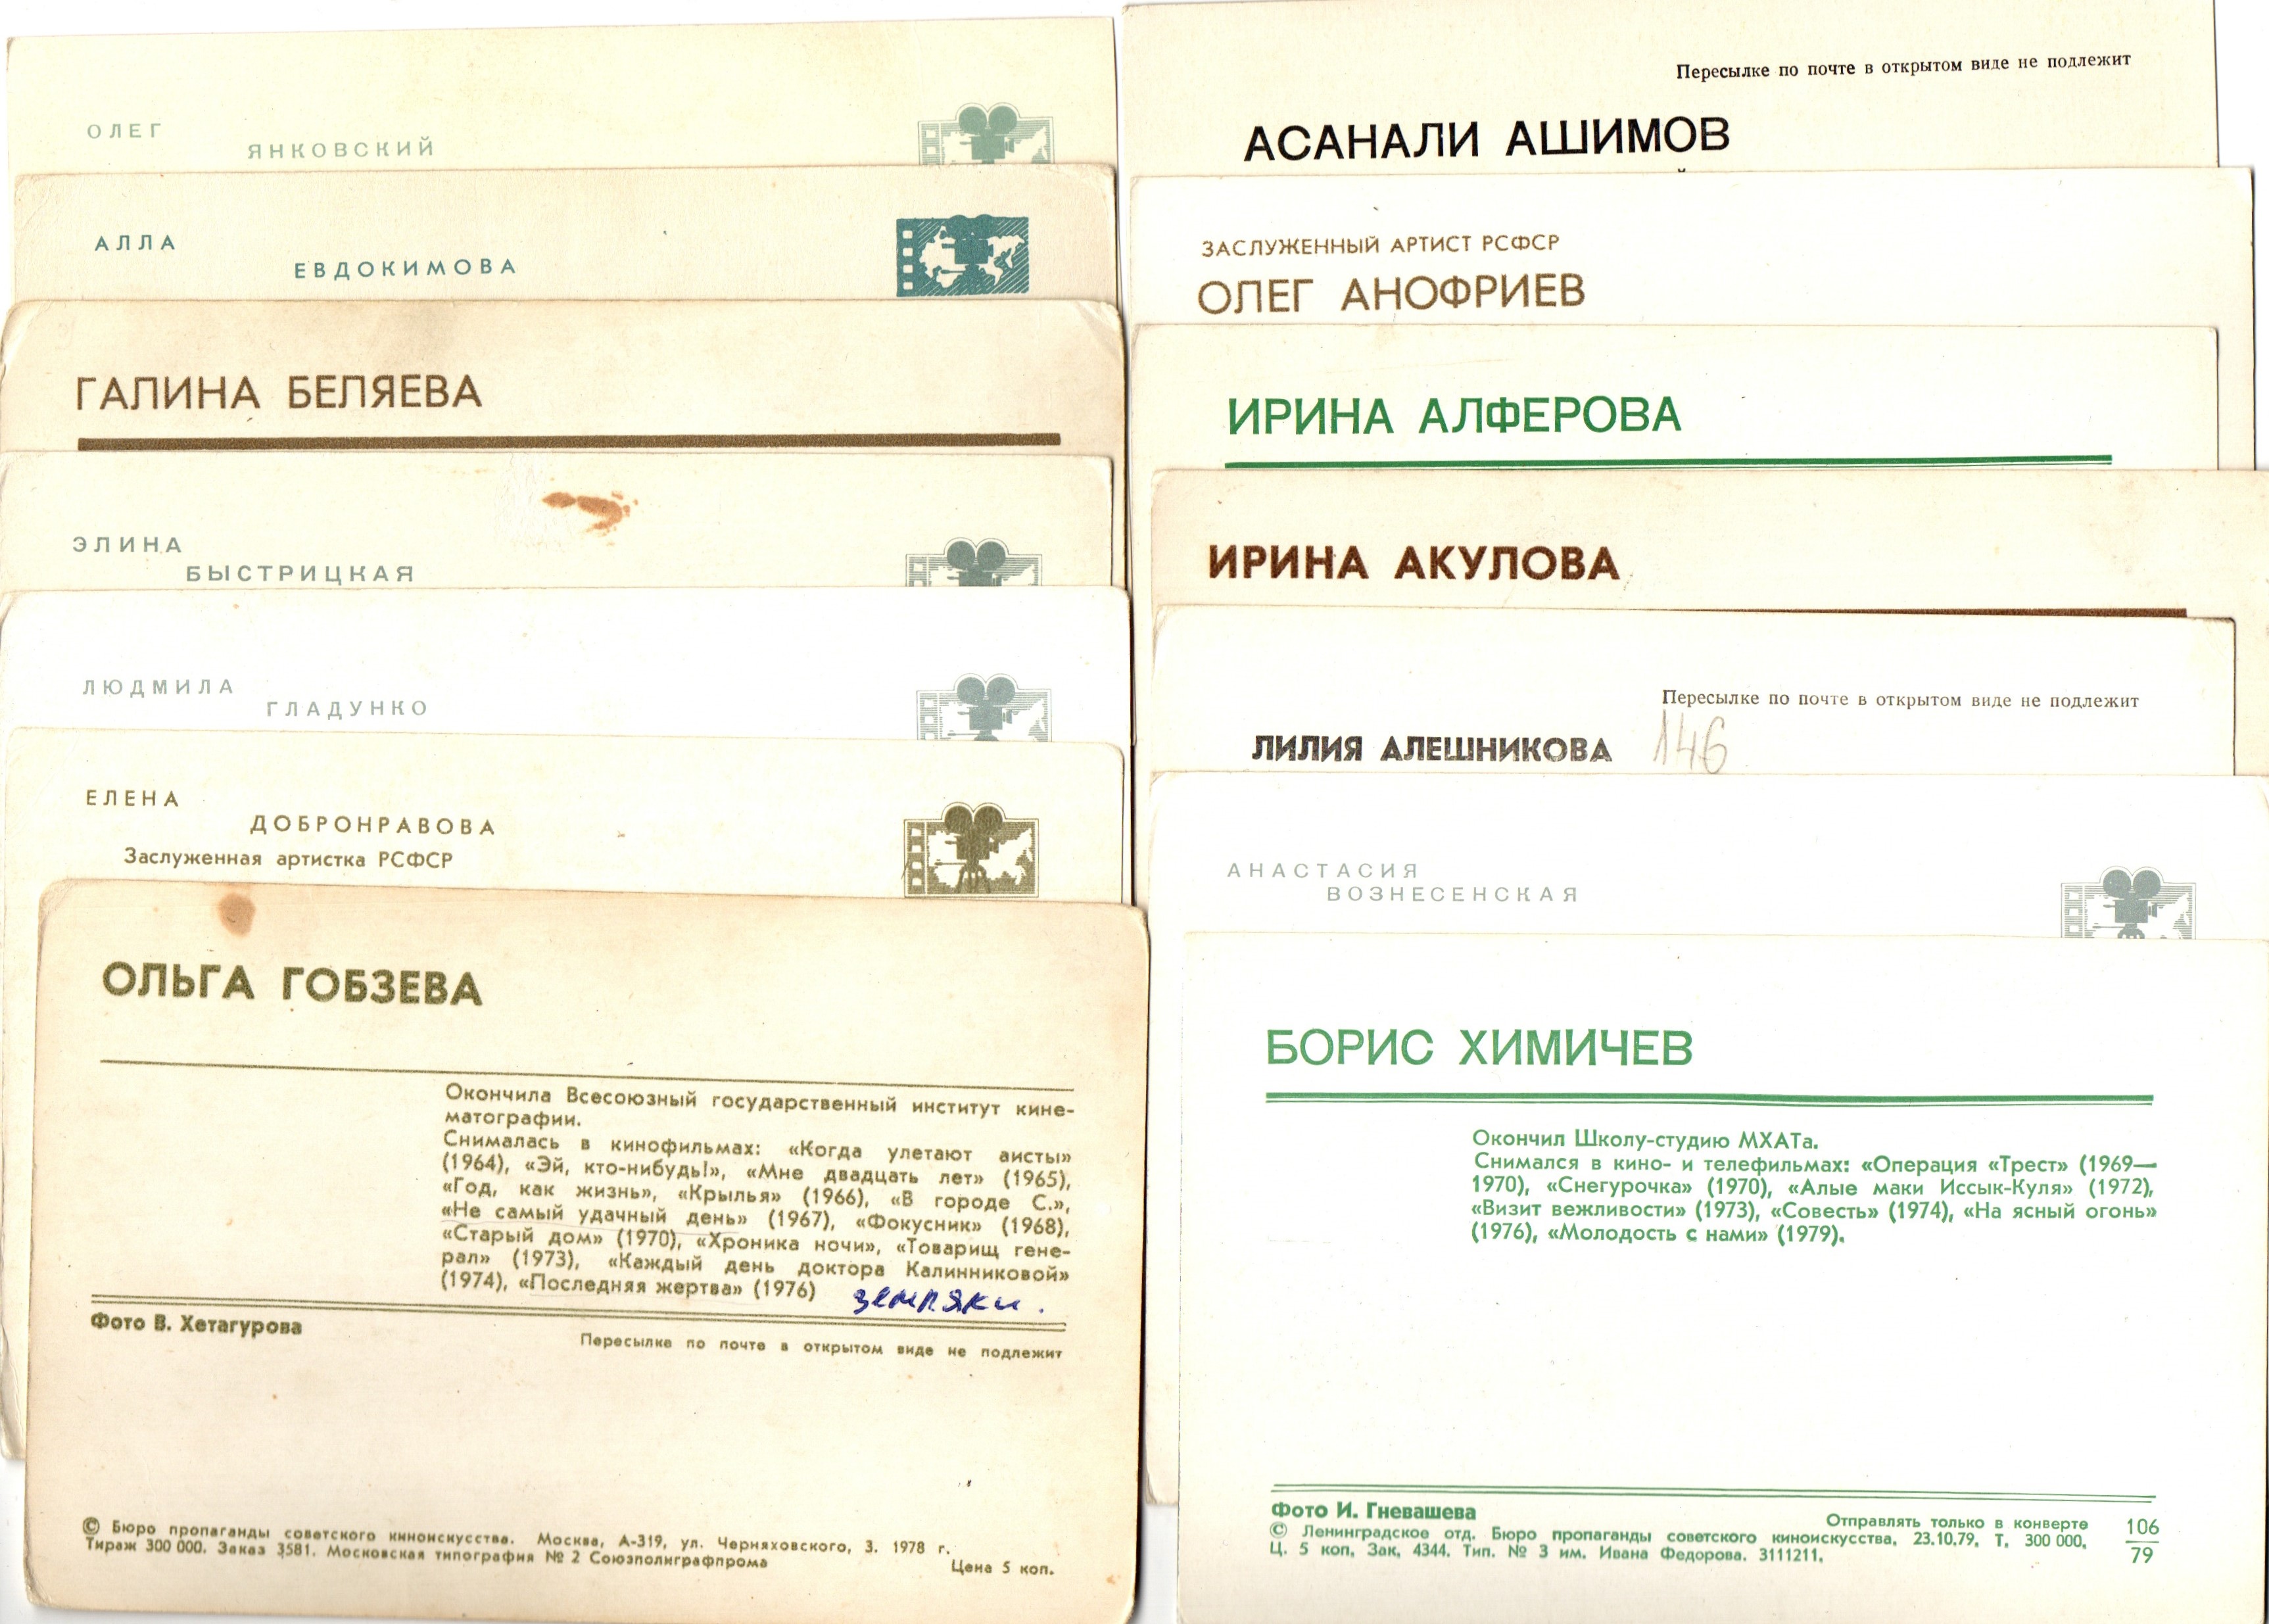 ОЛЕГ
ЯНКОВСКИЙ
АЛЛА
ЕВДОКИМОВА
ГАЛИНА БЕЛЯЕВА
ЭЛИНА
БЫСТРИЦКАЯ
ЛЮДМИЛА
ГЛАДУНКО
ЕЛЕНА
ДОБРОНРАВОВА
Заслуженная артистка РСФСР
ОЛЬГА ГОБЗЕВА
Окончила Всесоюзный государственный институт кине-
матографии.
Снималась в кинофильмах: «Когда улетают аисты»
(1964), «Эй, кто-нибудь!», «Мне двадцать лет» (1965),
«Год, как жизнь», «Крылья» (1966), «В городе С.»,
«Не самый удачный день» (1967), «Фокусник» (1968),
«Старый дом» (1970), «Хроника ночи», «Товарищ гене-
рал» (1973), «Каждый день доктора Калинниковой»
(1974), «Последняя жертва» (1976) земляки.
Фото В. Хетагурова
Пересылке по почте в открытом виде не подлежит
© Бюро пропаганды советского киноискусства. Москва, А-319, ул. Черняховского, 3. 1978 г.
Тираж 300 000. Заказ 3581. Московская типография № 2 Союзполиграфпрома
Цена 5 коп.
Пересылке по почте в открытом виде не подлежит
АСАНАЛИ АШИМОВ
ЗАСЛУЖЕННЫЙ АРТИСТ РСФСР
ОЛЕГ АНОФРИЕВ
ИРИНА АЛФЕРОВА
ИРИНА АКУЛОВА
Пересылке по почте в открытом виде не подлежит
ЛИЛИЯ АЛЕШНИКОВА 146
АНАСТАСИЯ
ВОЗНЕСЕНСКАЯ
БОРИС ХИМИЧЕВ
Окончил Школу-студию МХАТа.
Снимался в кино- и телефильмах: «Операция «Трест» (1969—
1970), «Снегурочка» (1970), «Алые маки Иссык-Куля» (1972),
«Визит вежливости» (1973), «Совесть» (1974), «На ясный огонь»
(1976), «Молодость с нами» (1979).
Фото И. Гневашева
Отправлять только в конверте
© Ленинградское отд. Бюро пропаганды советского киноискусства. 23.10.79. Т. 300 000.
Ц. 5 коп. Зак. 4344. Тип. № 3 им. Ивана Федорова. 3111211.
106
79